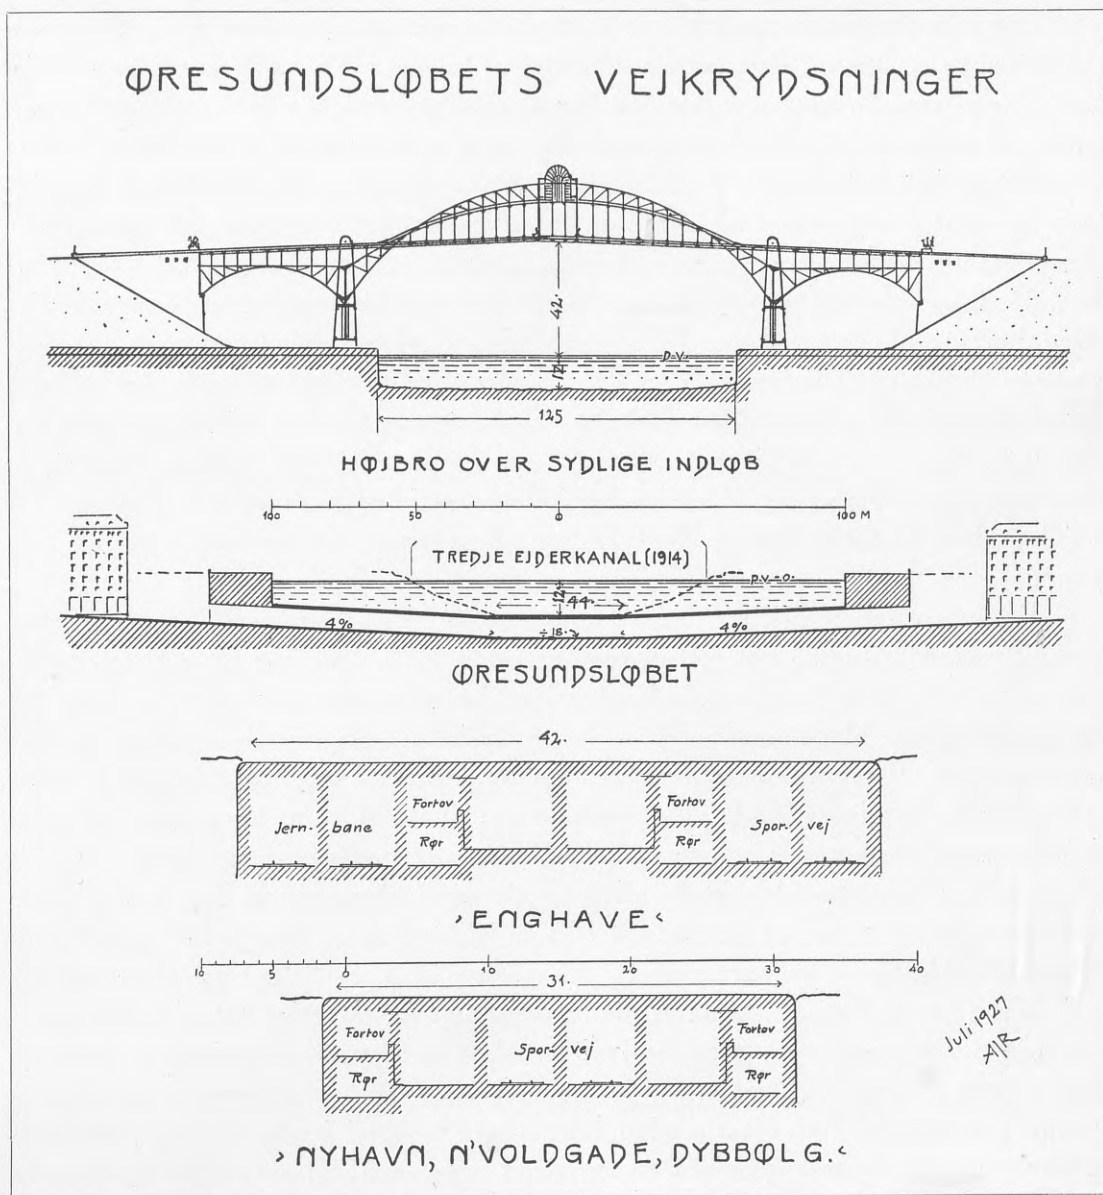 ØRESUNDSLØBETS VEJKRYDSNINGER
42.
D.V.
12
125
HØJBRO OVER SYDLIGE INDLØB
100 50 0 100 M
TREDJE EJDERKANAL (1914)
D.V. = 0.
12
44
4% ÷18. 4%
ØRESUNDSLØBET
42.
Fortov Fortov
Jern- bane Spor- vej
Rør Rør
›ENGHAVE‹
10 5 0 10 20 30 40
31.
Fortov Fortov
Spor- vej
Rør Rør
Juli 1927
A/R
›NYHAVN, N'VOLDGADE, DYBBØLG.‹